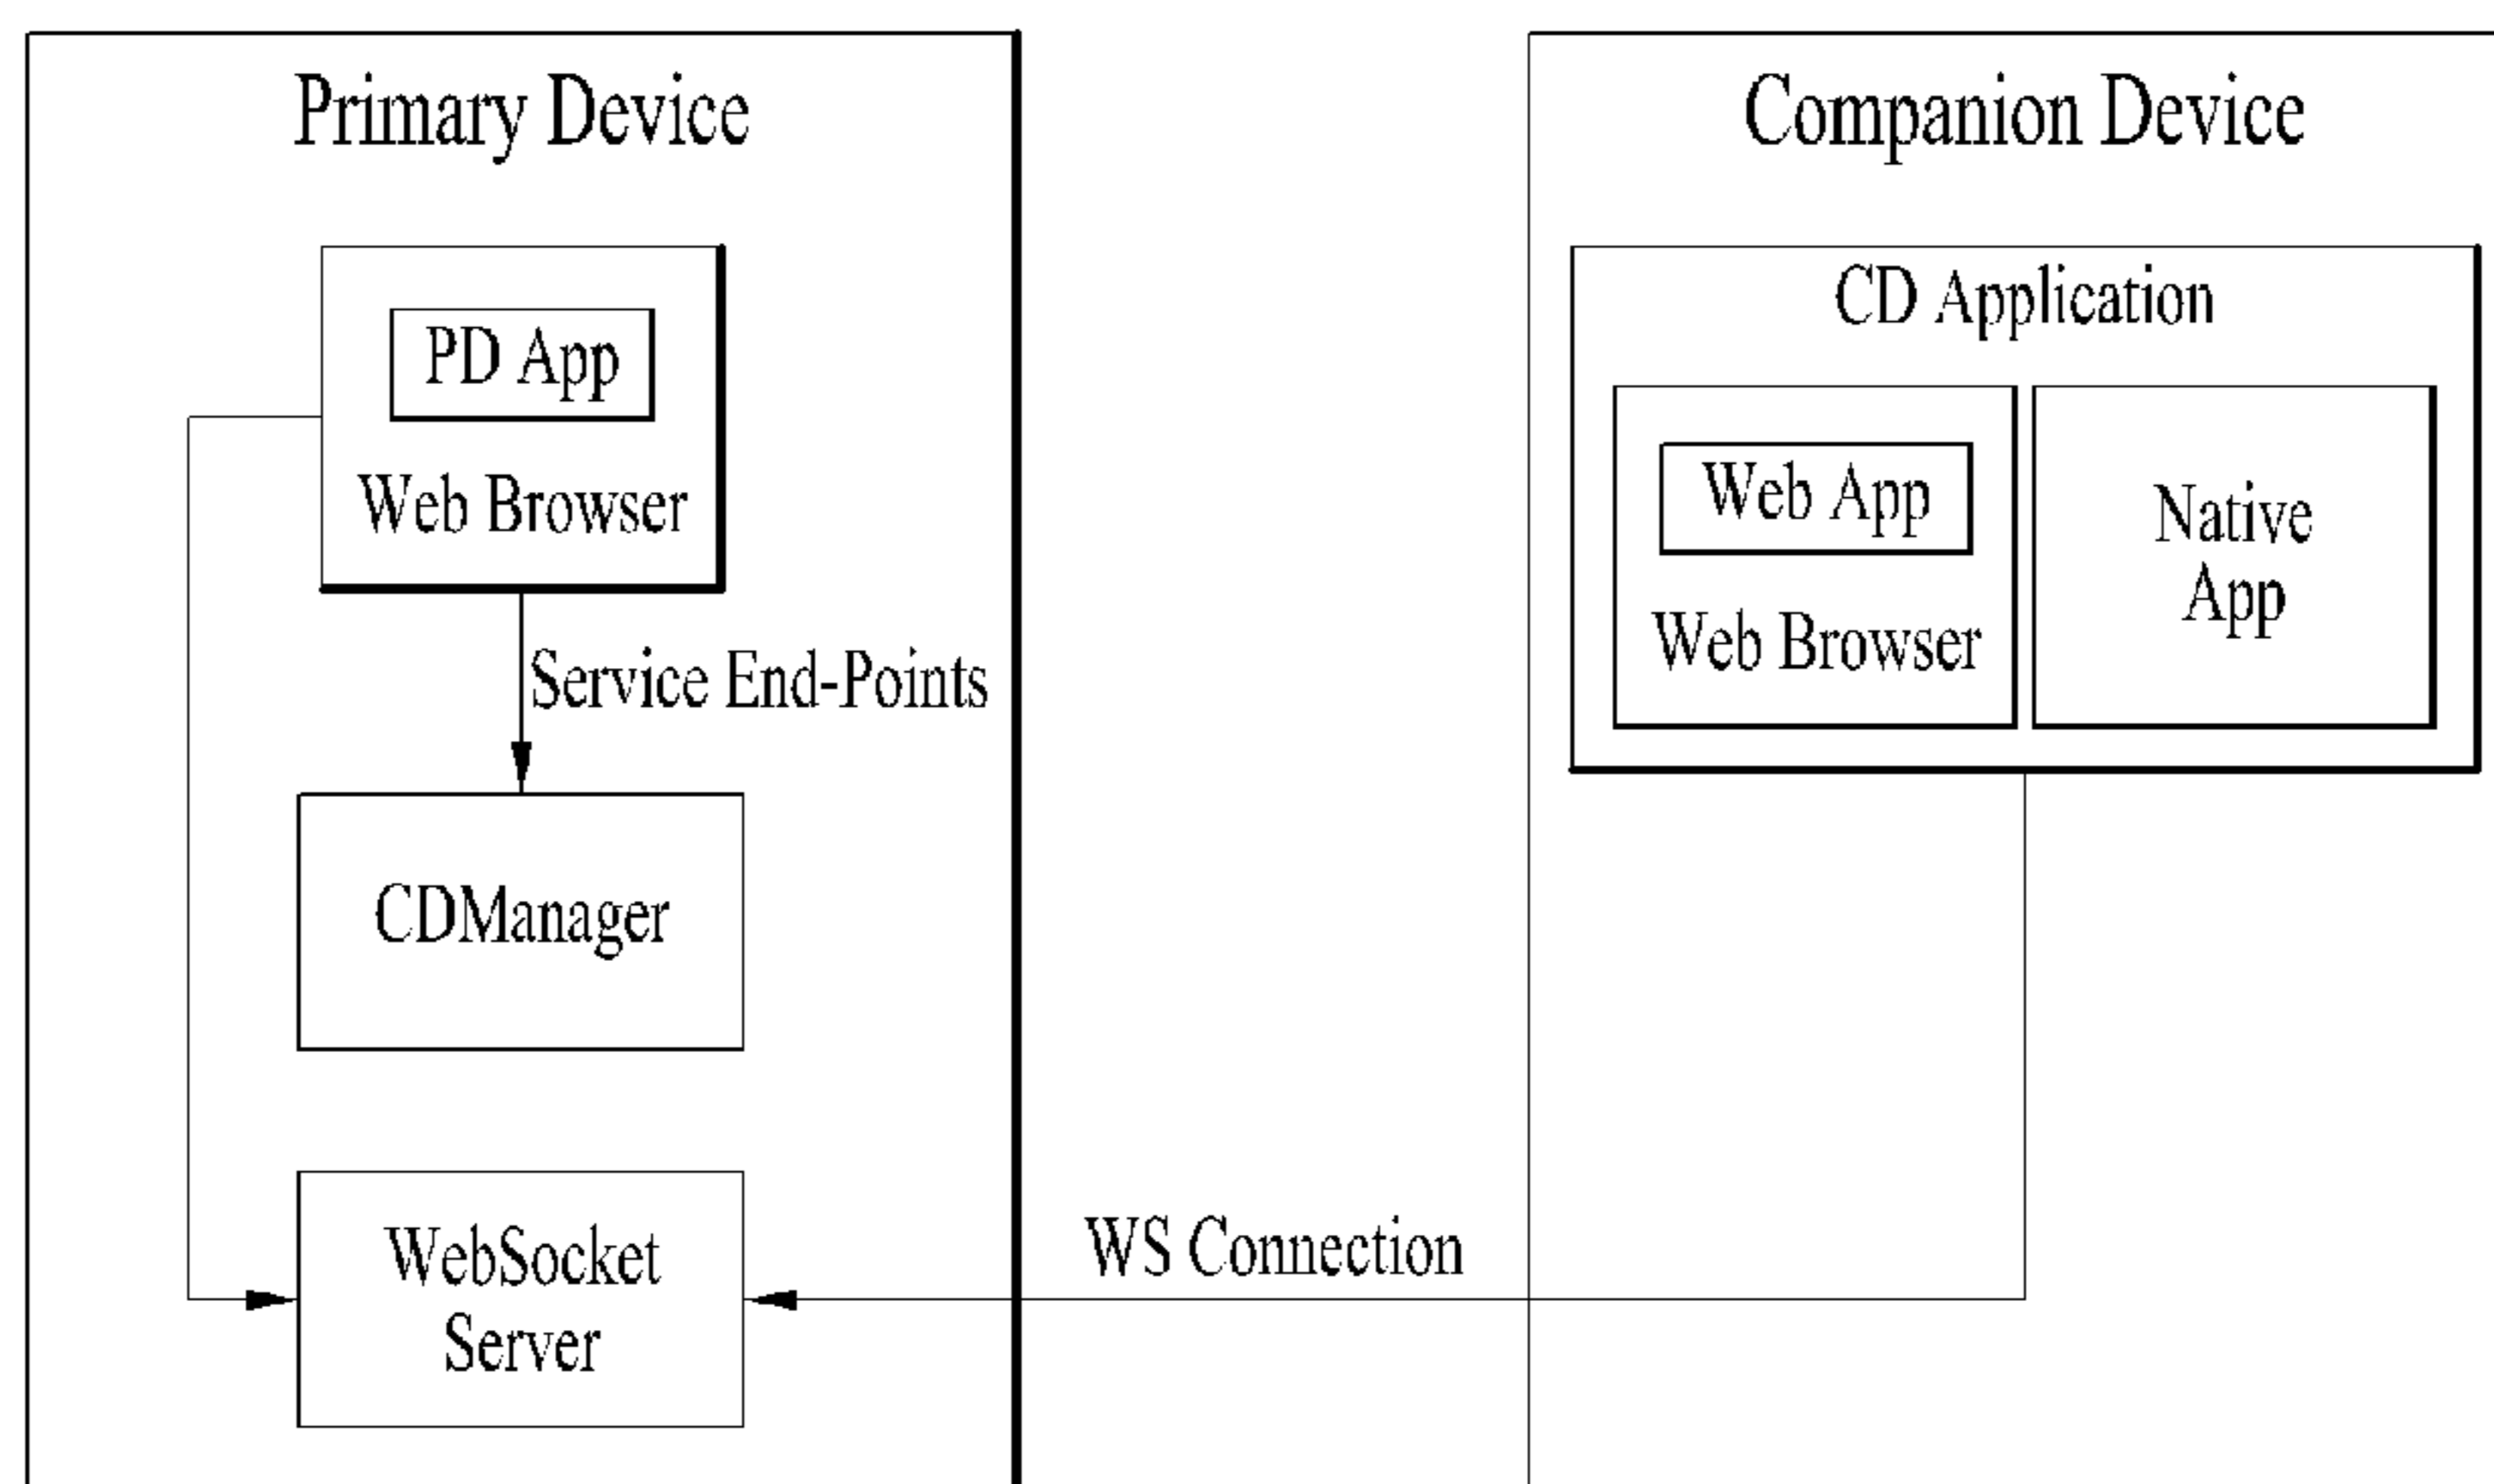 Primary Device
PD App
Web Browser
Service End-Points
CDManager
WebSocket
Server
WS Connection
Companion Device
CD Application
Web App
Web Browser
Native
App